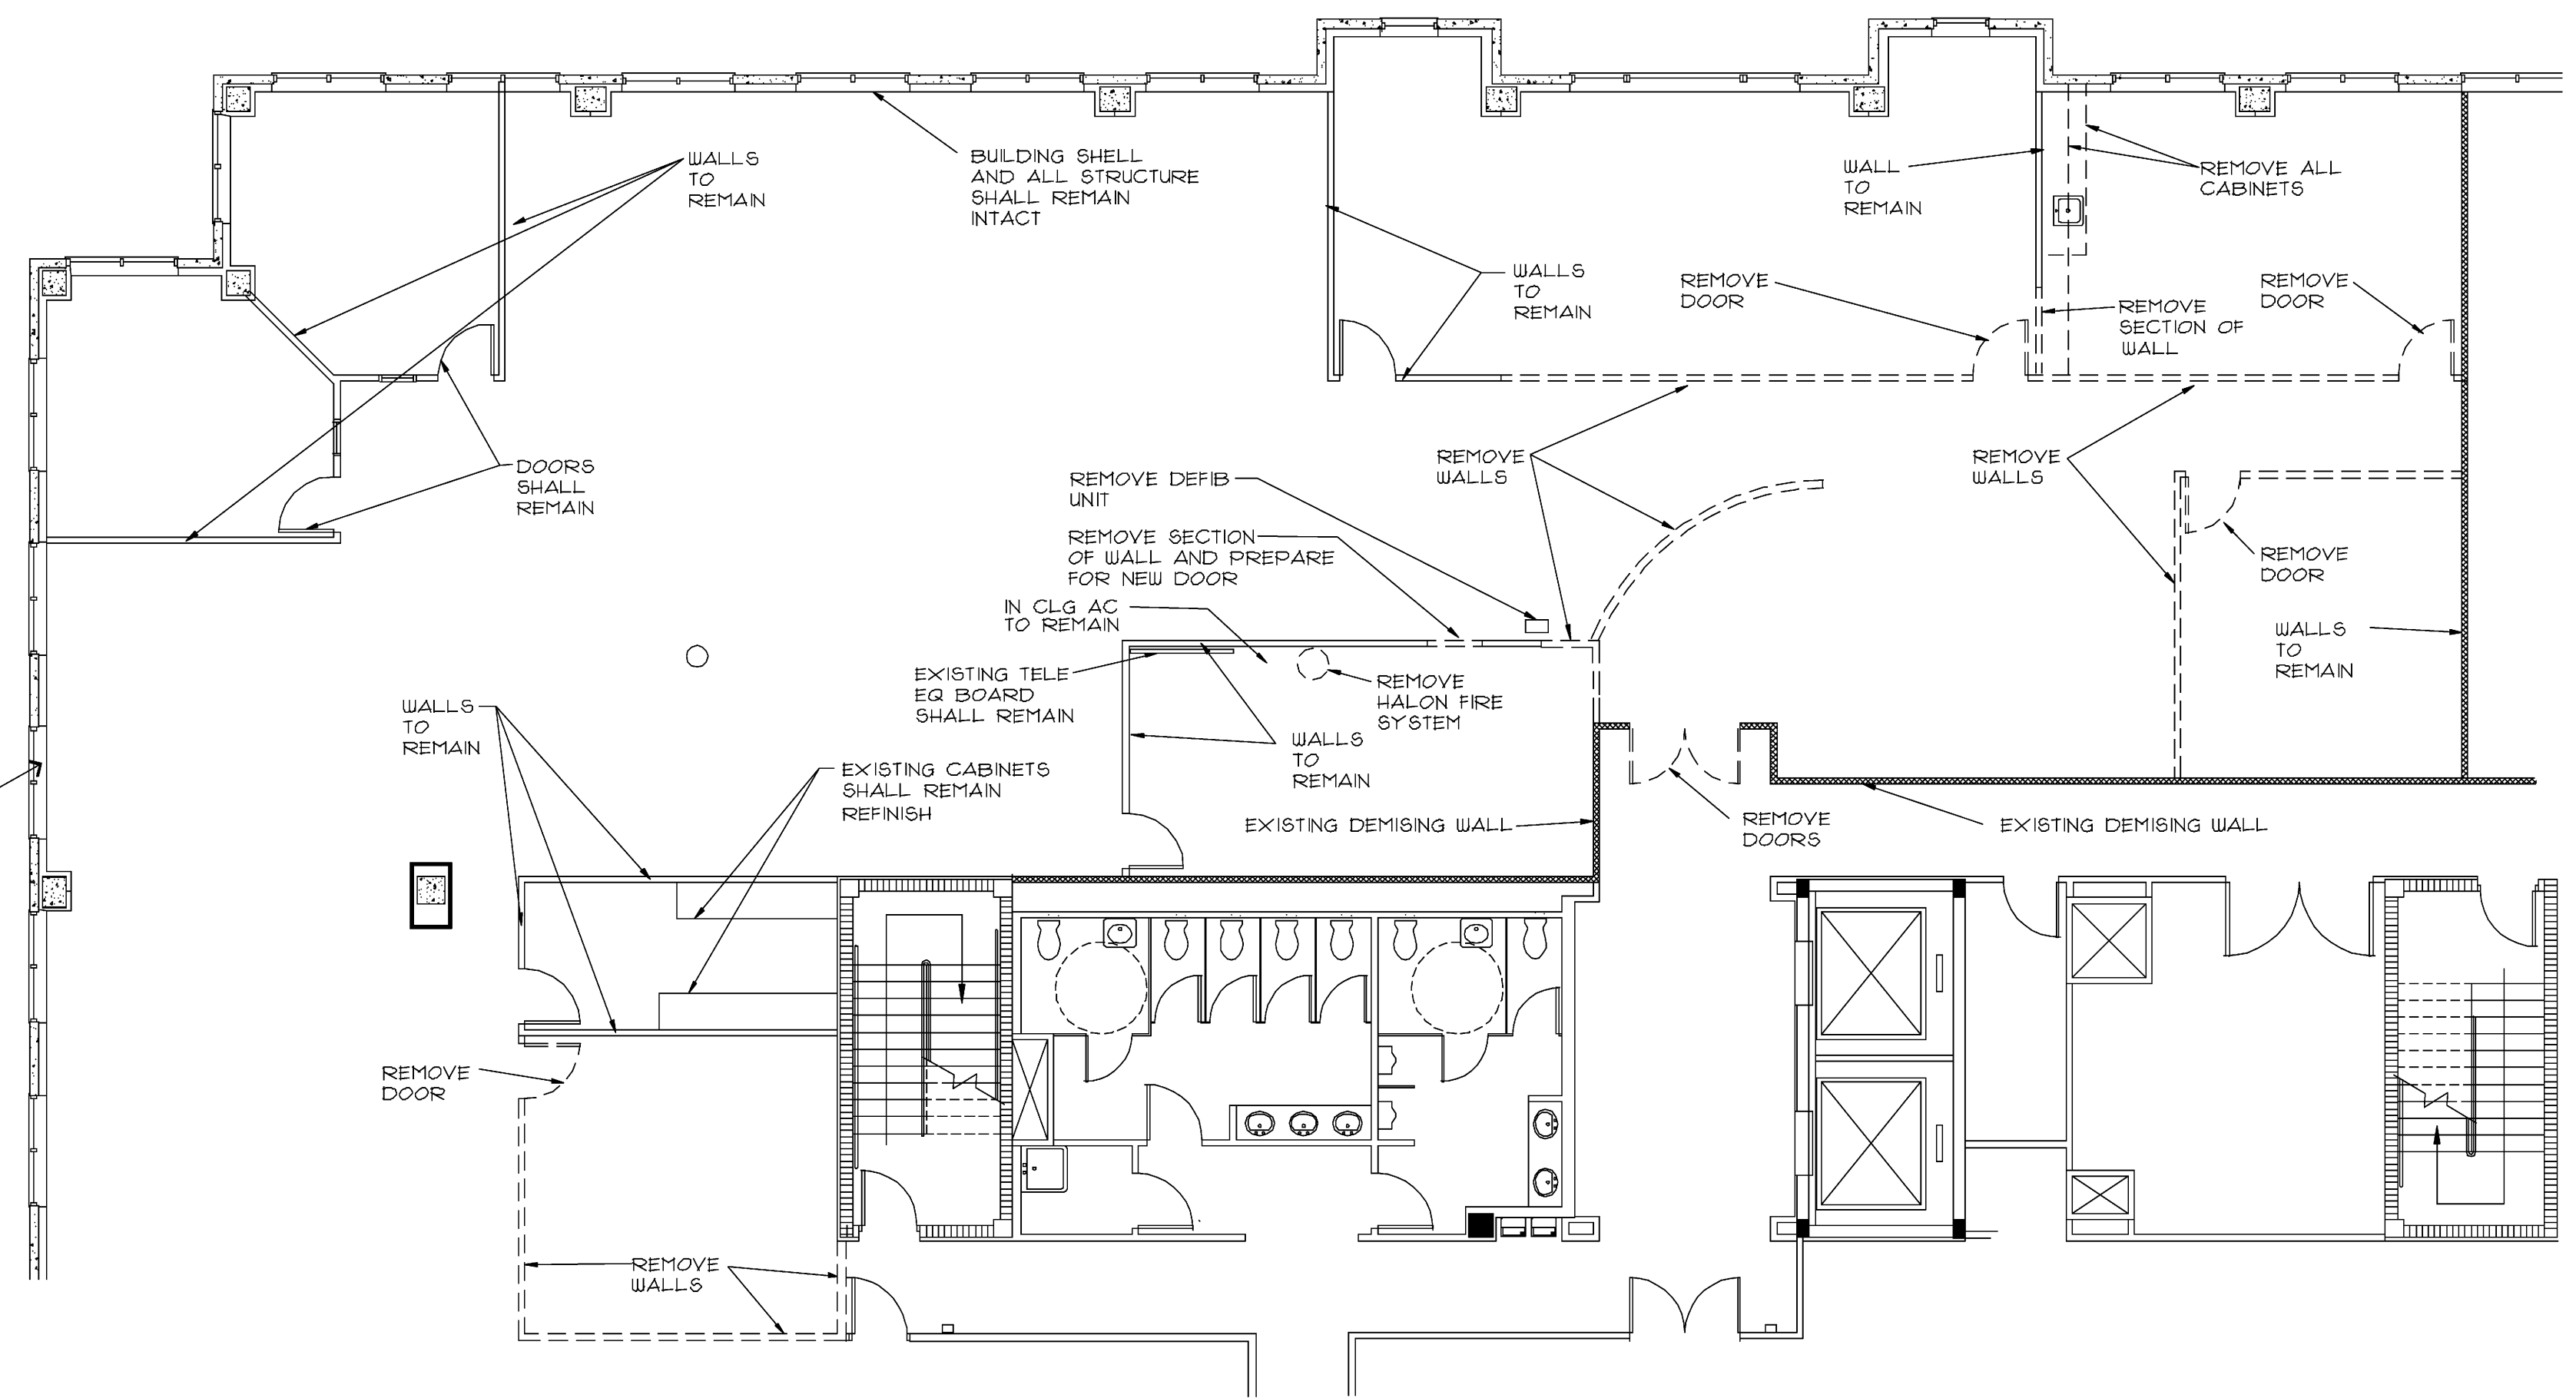 WALLS
TO
REMAIN
BUILDING SHELL
AND ALL STRUCTURE
SHALL REMAIN
INTACT
WALL
TO
REMAIN
REMOVE ALL
CABINETS
WALLS
TO
REMAIN
REMOVE
DOOR
REMOVE
SECTION OF
WALL
REMOVE
DOOR
DOORS
SHALL
REMAIN
REMOVE DEFIB
UNIT
REMOVE
WALLS
REMOVE
WALLS
REMOVE SECTION
OF WALL AND PREPARE
FOR NEW DOOR
REMOVE
DOOR
IN CLG AC
TO REMAIN
WALLS
TO
REMAIN
EXISTING TELE
EQ BOARD
SHALL REMAIN
REMOVE
HALON FIRE
SYSTEM
WALLS
TO
REMAIN
WALLS
TO
REMAIN
EXISTING CABINETS
SHALL REMAIN
REFINISH
EXISTING DEMISING WALL
REMOVE
DOORS
EXISTING DEMISING WALL
REMOVE
DOOR
REMOVE
WALLS